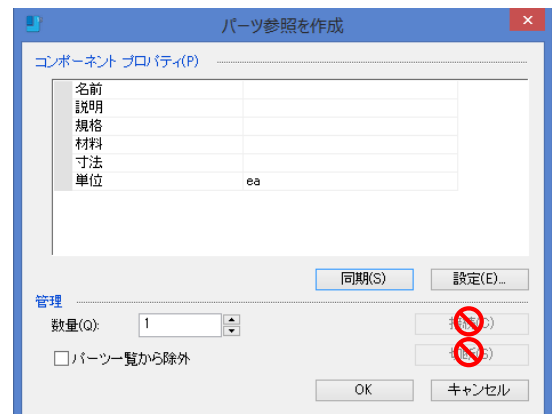 パーツ参照を作成
コンポーネント プロパティ(P)
名前
説明
規格
材料
寸法
単位 ea
同期(S) 設定(E)...
管理
数量(Q): 1
パーツ一覧から除外
OK キャンセル